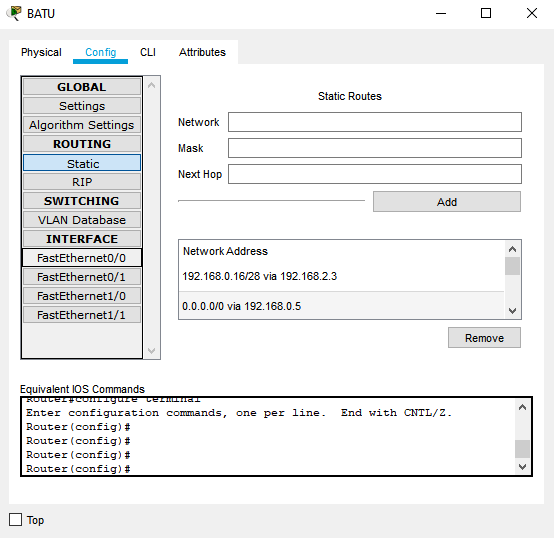 BATU
Physical Config CLI Attributes
GLOBAL
Settings
Algorithm Settings
ROUTING
Static
RIP
SWITCHING
VLAN Database
INTERFACE
FastEthernet0/0
FastEthernet0/1
FastEthernet1/0
FastEthernet1/1
Static Routes
Network
Mask
Next Hop
Add
Network Address
192.168.0.16/28 via 192.168.2.3
0.0.0.0/0 via 192.168.0.5
Remove
Equivalent IOS Commands
Router#configure terminal
Enter configuration commands, one per line. End with CNTL/Z.
Router(config)#
Router(config)#
Router(config)#
Router(config)#
Top